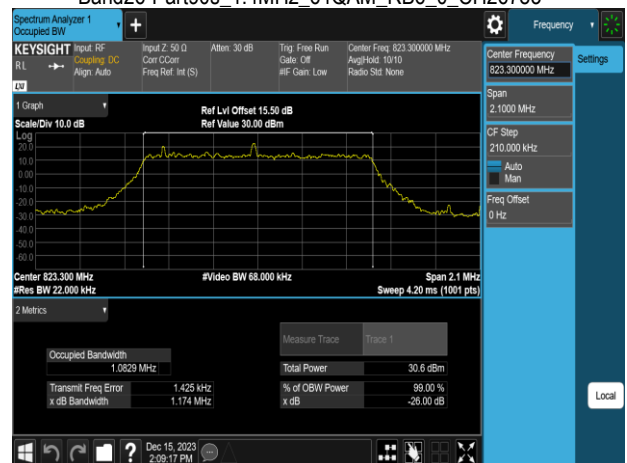 Spectrum Analyzer 1
Occupied BW
KEYSIGHT
RL
Input: RF
Coupling: DC
Align: Auto
Input Z: 50 Ω
Corr CCorr
Freq Ref: Int (S)
Atten: 30 dB
Trig: Free Run
Gate: Off
#IF Gain: Low
Center Freq: 823.300000 MHz
Avg|Hold: 10/10
Radio Std: None
LXI
1 Graph
Scale/Div 10.0 dB
Ref Lvl Offset 15.50 dB
Ref Value 30.00 dBm
Log
20.0
10.0
0.00
-10.0
-20.0
-30.0
-40.0
-50.0
-60.0
Center 823.300 MHz
#Video BW 68.000 kHz
Span 2.1 MHz
#Res BW 22.000 kHz
Sweep 4.20 ms (1001 pts)
2 Metrics
Measure Trace
Trace 1
Occupied Bandwidth
1.0829 MHz
Total Power
30.6 dBm
Transmit Freq Error
1.425 kHz
% of OBW Power
99.00 %
x dB Bandwidth
1.174 MHz
x dB
-26.00 dB
Dec 15, 2023
2:09:17 PM
Frequency
Center Frequency
823.300000 MHz
Settings
Span
2.1000 MHz
CF Step
210.000 kHz
Auto
Man
Freq Offset
0 Hz
Local